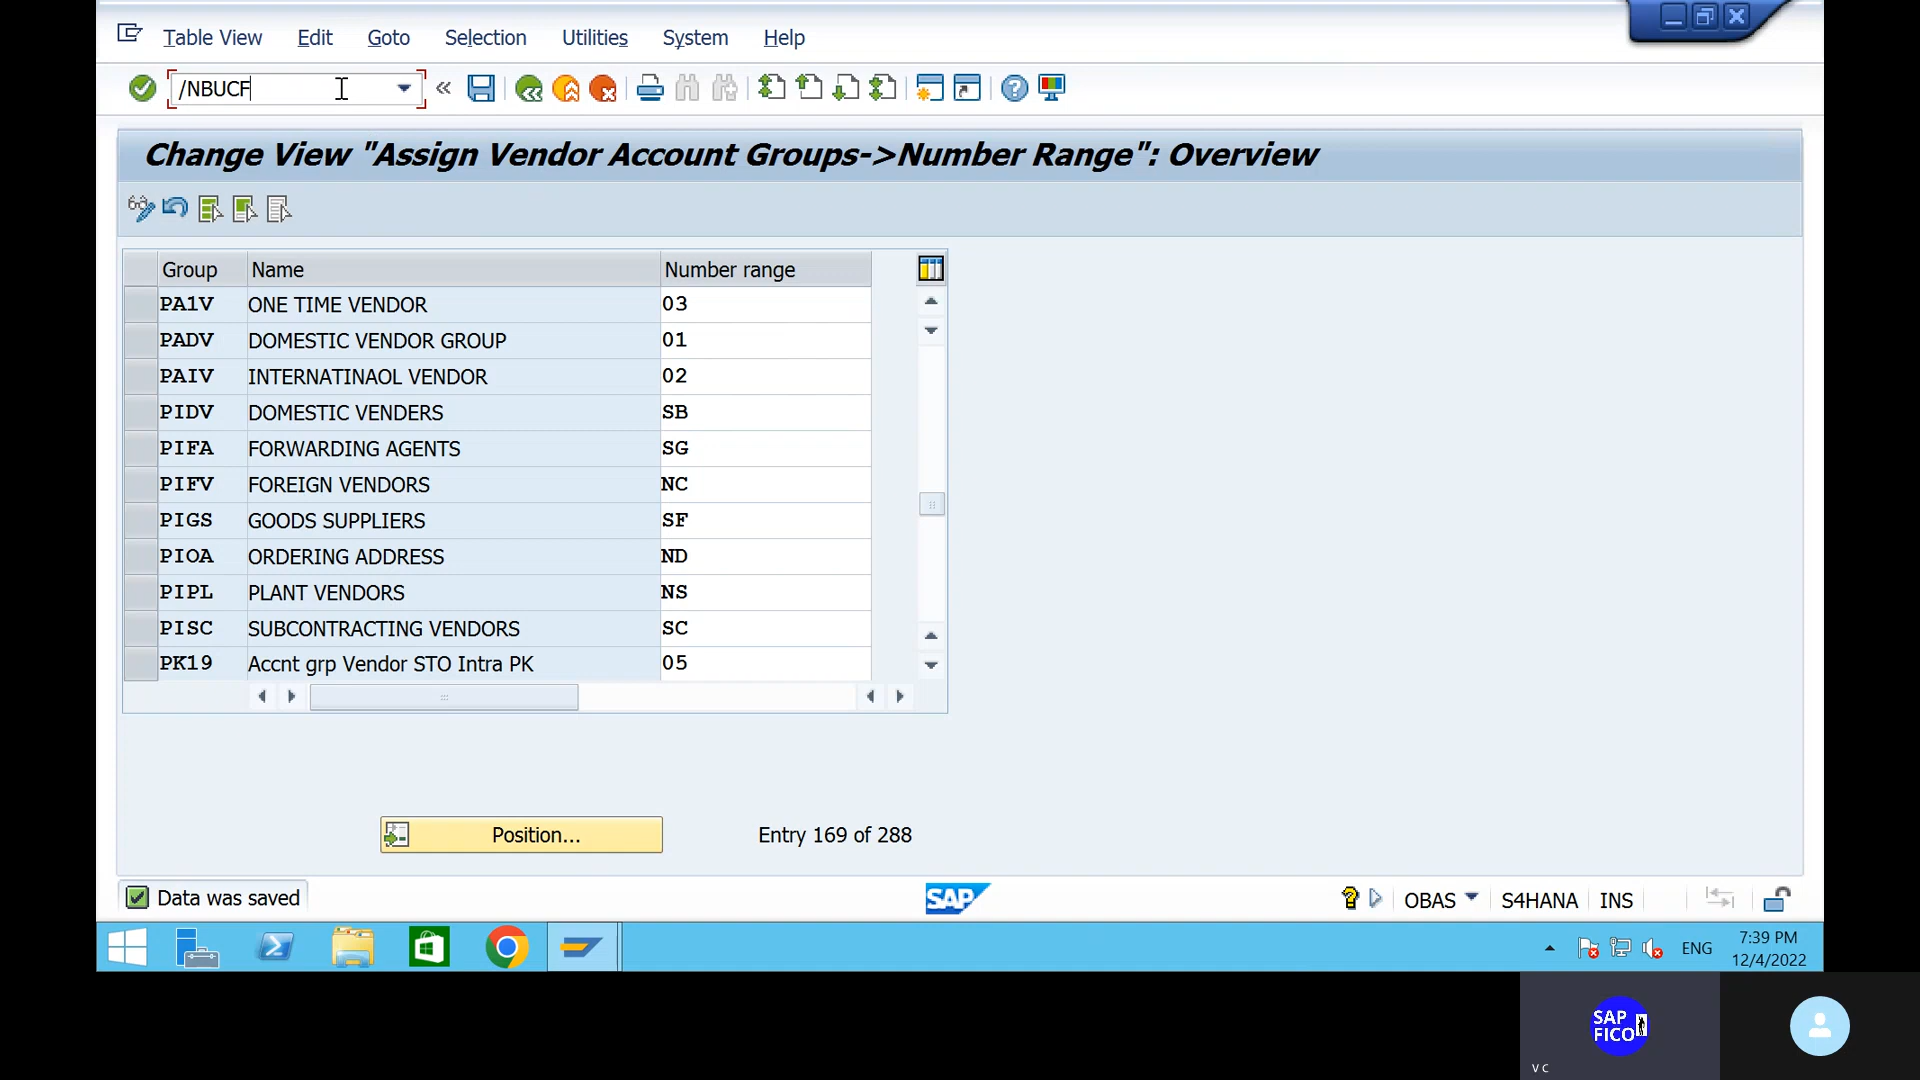 Table View Edit Goto Selection Utilities System Help
/NBUCF
Change View "Assign Vendor Account Groups->Number Range": Overview
Group Name Number range
PA1V ONE TIME VENDOR 03
PADV DOMESTIC VENDOR GROUP 01
PAIV INTERNATINAOL VENDOR 02
PIDV DOMESTIC VENDERS SB
PIFA FORWARDING AGENTS SG
PIFV FOREIGN VENDORS NC
PIGS GOODS SUPPLIERS SF
PIOA ORDERING ADDRESS ND
PIPL PLANT VENDORS NS
PISC SUBCONTRACTING VENDORS SC
PK19 Accnt grp Vendor STO Intra PK 05
Position... Entry 169 of 288
Data was saved SAP OBAS S4HANA INS
ENG 7:39 PM
12/4/2022
SAP
FICO
V C